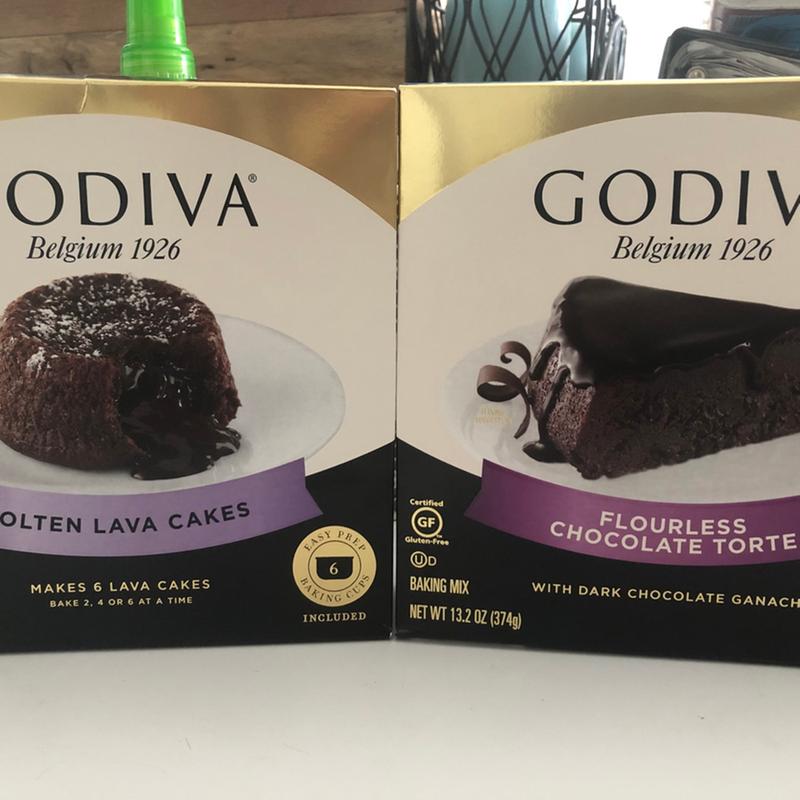 ODIVA®
Belgium 1926
OLTEN LAVA CAKES
MAKES 6 LAVA CAKES
BAKE 2, 4 OR 6 AT A TIME
EASY PREP
6
BAKING CUPS
INCLUDED
GODIV
Belgium 1926
Certified
GF
Gluten-Free
UD
BAKING MIX
NET WT 13.2 OZ (374g)
FLOURLESS
CHOCOLATE TORTE
WITH DARK CHOCOLATE GANACH